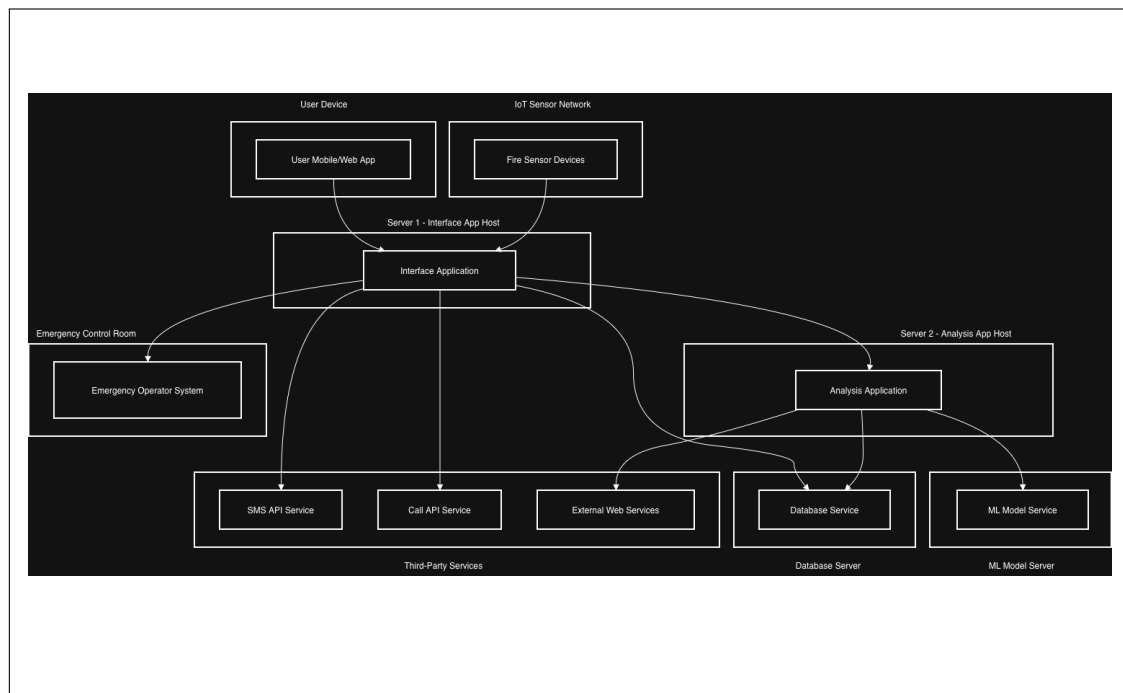 User Device
IoT Sensor Network
User Mobile/Web App
Fire Sensor Devices
Server 1 - Interface App Host
Interface Application
Emergency Control Room
Server 2 - Analysis App Host
Emergency Operator System
Analysis Application
SMS API Service
Call API Service
External Web Services
Database Service
ML Model Service
Third-Party Services
Database Server
ML Model Server